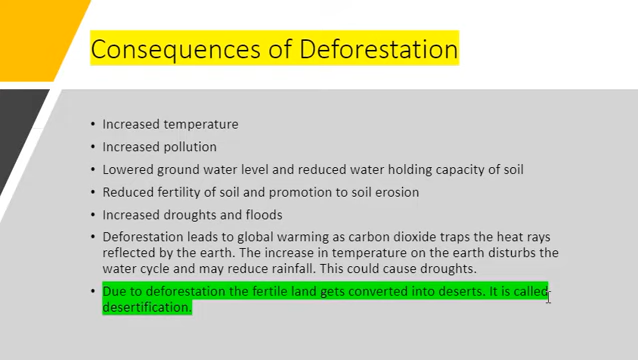 Consequences of Deforestation
• Increased temperature
• Increased pollution
• Lowered ground water level and reduced water holding capacity of soil
• Reduced fertility of soil and promotion to soil erosion
• Increased droughts and floods
• Deforestation leads to global warming as carbon dioxide traps the heat rays
reflected by the earth. The increase in temperature on the earth disturbs the
water cycle and may reduce rainfall. This could cause droughts.
• Due to deforestation the fertile land gets converted into deserts. It is called
desertification.